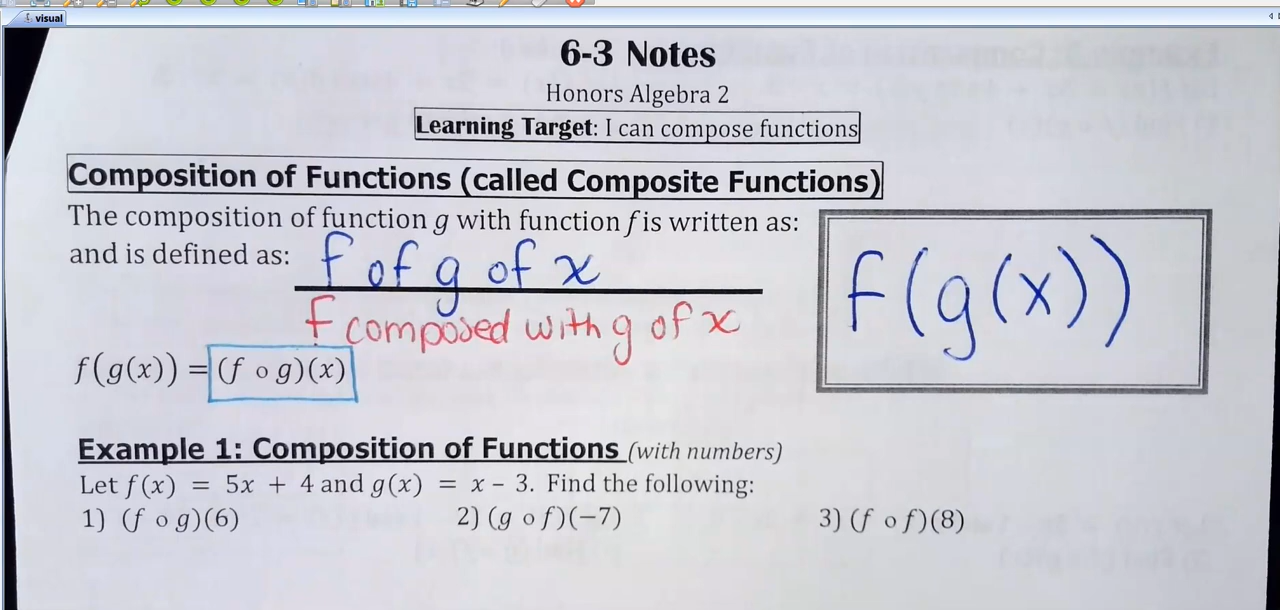 visual
6-3 Notes
Honors Algebra 2
Learning Target: I can compose functions
Composition of Functions (called Composite Functions)
The composition of function g with function f is written as:
and is defined as: f of g of x
f composed with g of x
f(g(x))
f(g(x)) = (f ∘ g)(x)
Example 1: Composition of Functions (with numbers)
Let f(x) = 5x + 4 and g(x) = x – 3. Find the following:
1) (f ∘ g)(6) 2) (g ∘ f)(−7) 3) (f ∘ f)(8)